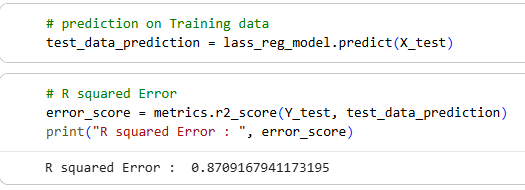 # prediction on Training data
test_data_prediction = lass_reg_model.predict(X_test)
# R squared Error
error_score = metrics.r2_score(Y_test, test_data_prediction)
print("R squared Error : ", error_score)
R squared Error :  0.8709167941173195